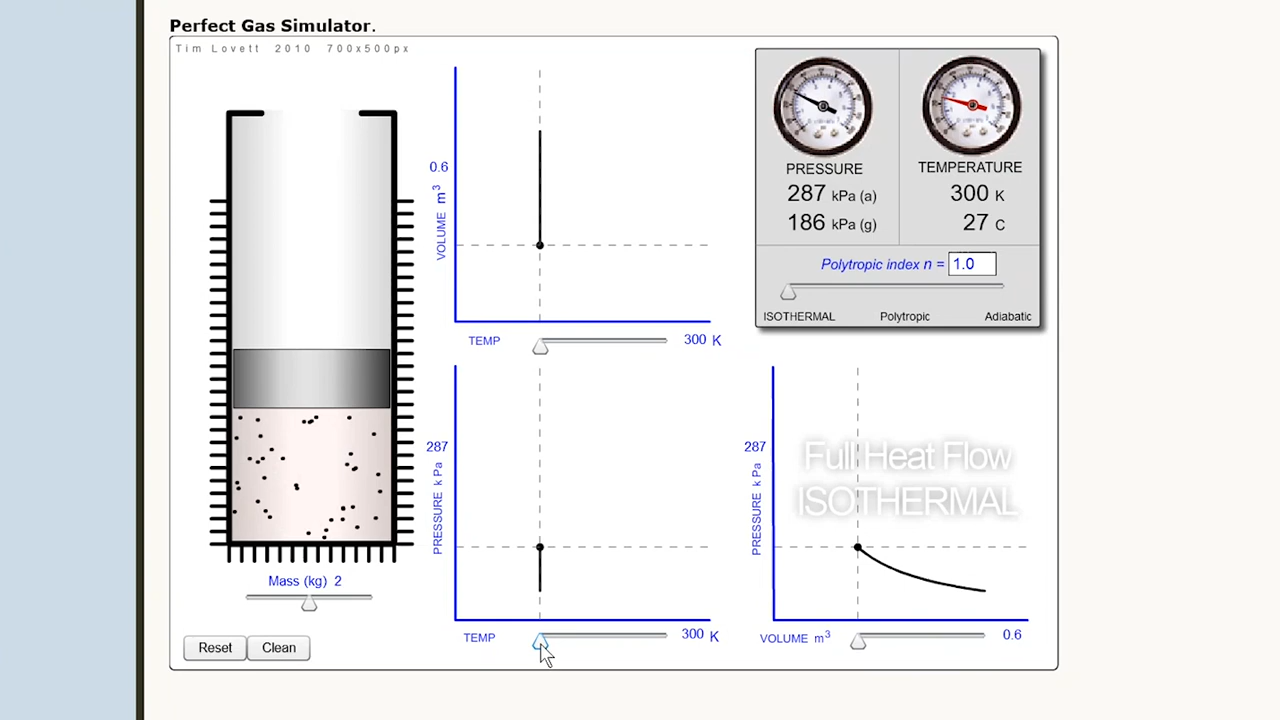 Perfect Gas Simulator.
Tim Lovett 2010 700x500px
0.6
VOLUME m³
TEMP 300 K
287
PRESSURE k Pa
TEMP 300 K
Mass (kg) 2
Reset Clean
PRESSURE TEMPERATURE
287 kPa (a) 300 K
186 kPa (g) 27 C
Polytropic index n = 1.0
ISOTHERMAL Polytropic Adiabatic
287
PRESSURE k Pa
Full Heat Flow
ISOTHERMAL
VOLUME m³ 0.6